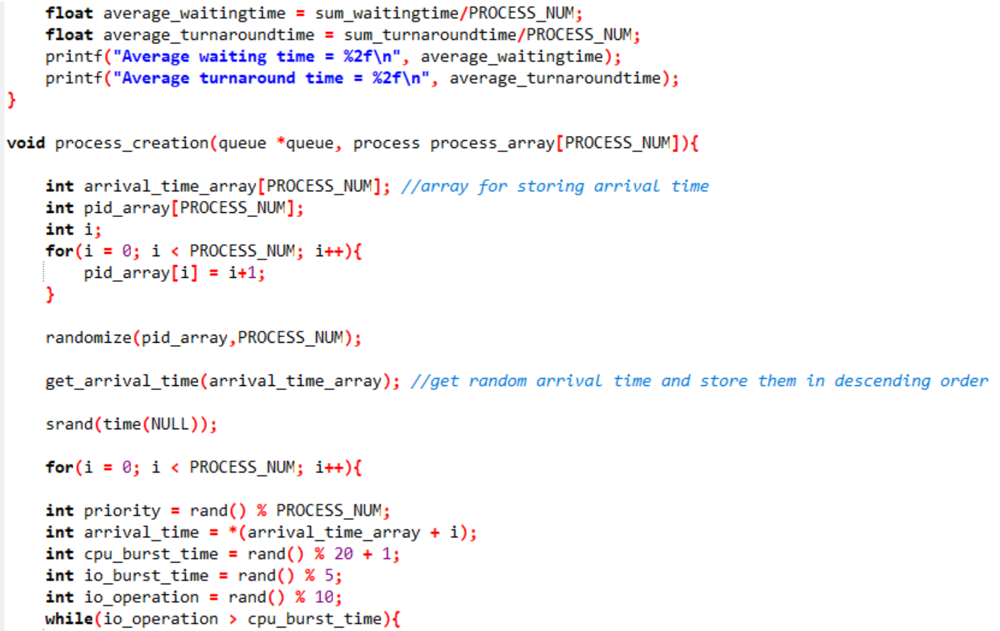 float average_waitingtime = sum_waitingtime/PROCESS_NUM;
float average_turnaroundtime = sum_turnaroundtime/PROCESS_NUM;
printf("Average waiting time = %2f\n", average_waitingtime);
printf("Average turnaround time = %2f\n", average_turnaroundtime);
}
void process_creation(queue *queue, process process_array[PROCESS_NUM]){
int arrival_time_array[PROCESS_NUM]; //array for storing arrival time
int pid_array[PROCESS_NUM];
int i;
for(i = 0; i < PROCESS_NUM; i++){
pid_array[i] = i+1;
}
randomize(pid_array,PROCESS_NUM);
get_arrival_time(arrival_time_array); //get random arrival time and store them in descending order
srand(time(NULL));
for(i = 0; i < PROCESS_NUM; i++){
int priority = rand() % PROCESS_NUM;
int arrival_time = *(arrival_time_array + i);
int cpu_burst_time = rand() % 20 + 1;
int io_burst_time = rand() % 5;
int io_operation = rand() % 10;
while(io_operation > cpu_burst_time){